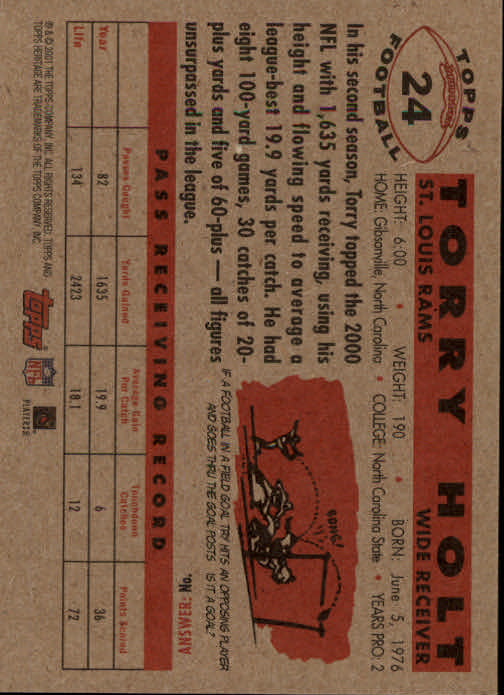 TOPPS
24
FOOTBALL
TORRY HOLT
ST. LOUIS RAMS WIDE RECEIVER
HEIGHT: 6:00 • WEIGHT: 190 • BORN: June 5, 1976
HOME: Gibsonville, North Carolina • COLLEGE: North Carolina State • YEARS PRO: 2
In his second season, Torry topped the 2000
NFL with 1,635 yards receiving, using his
height and flowing speed to average a
league-best 19.9 yards per catch. He had
eight 100-yard games, 30 catches of 20-
plus yards and five of 60-plus — all figures
unsurpassed in the league.
BONG!
IF A FOOTBALL IN A FIELD GOAL TRY HITS AN OPPOSING PLAYER
AND GOES THRU THE GOAL POSTS IS IT A GOAL?
ANSWER: No.
PASS RECEIVING RECORD
Year Passes Caught Yards Gained Average Gain Per Catch Touchdown Catches Points Scored
82 1635 19.9 6 36
Life 134 2423 18.1 12 72
® & © 2001 THE TOPPS COMPANY, INC. ALL RIGHTS RESERVED. TOPPS AND
TOPPS HERITAGE ARE TRADEMARKS OF THE TOPPS COMPANY, INC.
topps
NFL
PLAYERS